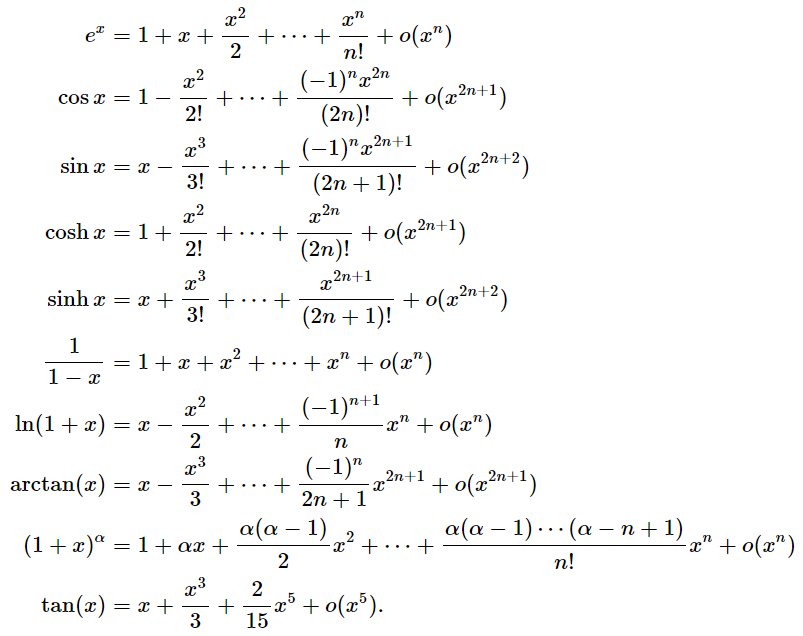 e^x = 1 + x + x^2/2 + ⋯ + x^n/n! + o(x^n)
cos x = 1 − x^2/2! + ⋯ + (−1)^n x^{2n}/(2n)! + o(x^{2n+1})
sin x = x − x^3/3! + ⋯ + (−1)^n x^{2n+1}/(2n + 1)! + o(x^{2n+2})
cosh x = 1 + x^2/2! + ⋯ + x^{2n}/(2n)! + o(x^{2n+1})
sinh x = x + x^3/3! + ⋯ + x^{2n+1}/(2n + 1)! + o(x^{2n+2})
1/(1 − x) = 1 + x + x^2 + ⋯ + x^n + o(x^n)
ln(1 + x) = x − x^2/2 + ⋯ + (−1)^{n+1}/n x^n + o(x^n)
arctan(x) = x − x^3/3 + ⋯ + (−1)^n/(2n + 1) x^{2n+1} + o(x^{2n+1})
(1 + x)^α = 1 + αx + α(α − 1)/2 x^2 + ⋯ + α(α − 1)⋯(α − n + 1)/n! x^n + o(x^n)
tan(x) = x + x^3/3 + 2/15 x^5 + o(x^5).